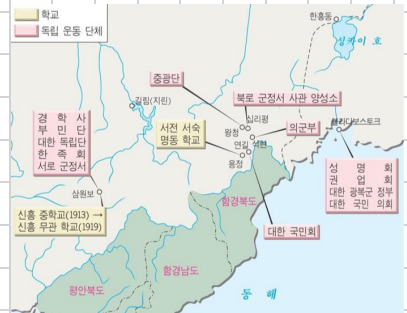 학교
독립 운동 단체
한흥동
싱카이 호
중광단
길림(지린)
북로 군정서 사관 양성소
경 학 사
부 민 단
대한 독립단
한 족 회
서로 군정서
서전 서숙
명동 학교
십리평
왕청
의군부
블라디보스토크
연길
용정
삼원보
성 명 회
권 업 회
대한 광복군 정부
대한 국민 의회
신흥 중학교(1913) →
신흥 무관 학교(1919)
함경북도
대한 국민회
함경남도
평안북도
동 해